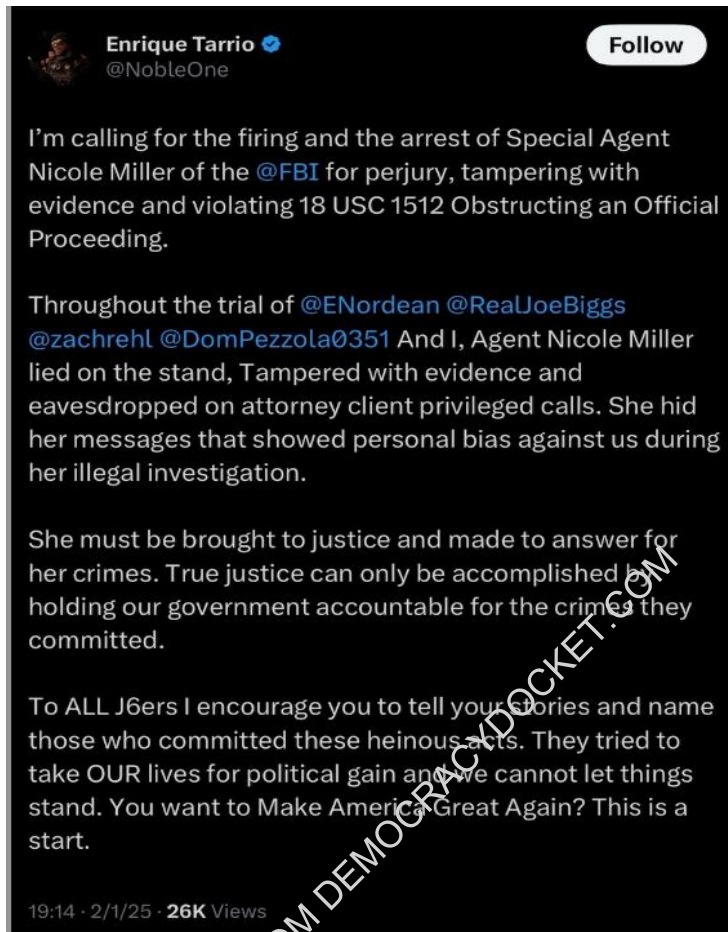 Enrique Tarrio
Follow
@NobleOne
I'm calling for the firing and the arrest of Special Agent
Nicole Miller of the @FBI for perjury, tampering with
evidence and violating 18 USC 1512 Obstructing an Official
Proceeding.
Throughout the trial of @ENordean @RealJoeBiggs
@zachrehl @DomPezzola0351 And I, Agent Nicole Miller
lied on the stand, Tampered with evidence and
eavesdropped on attorney client privileged calls. She hid
her messages that showed personal bias against us during
her illegal investigation.
She must be brought to justice and made to answer for
her crimes. True justice can only be accomplished by
holding our government accountable for the crimes they
committed.
To ALL J6ers I encourage you to tell your stories and name
those who committed these heinous acts. They tried to
take OUR lives for political gain and we cannot let things
stand. You want to Make America Great Again? This is a
start.
19:14 · 2/1/25 · 26K Views
OM DEMOCRACYDOCKET.COM